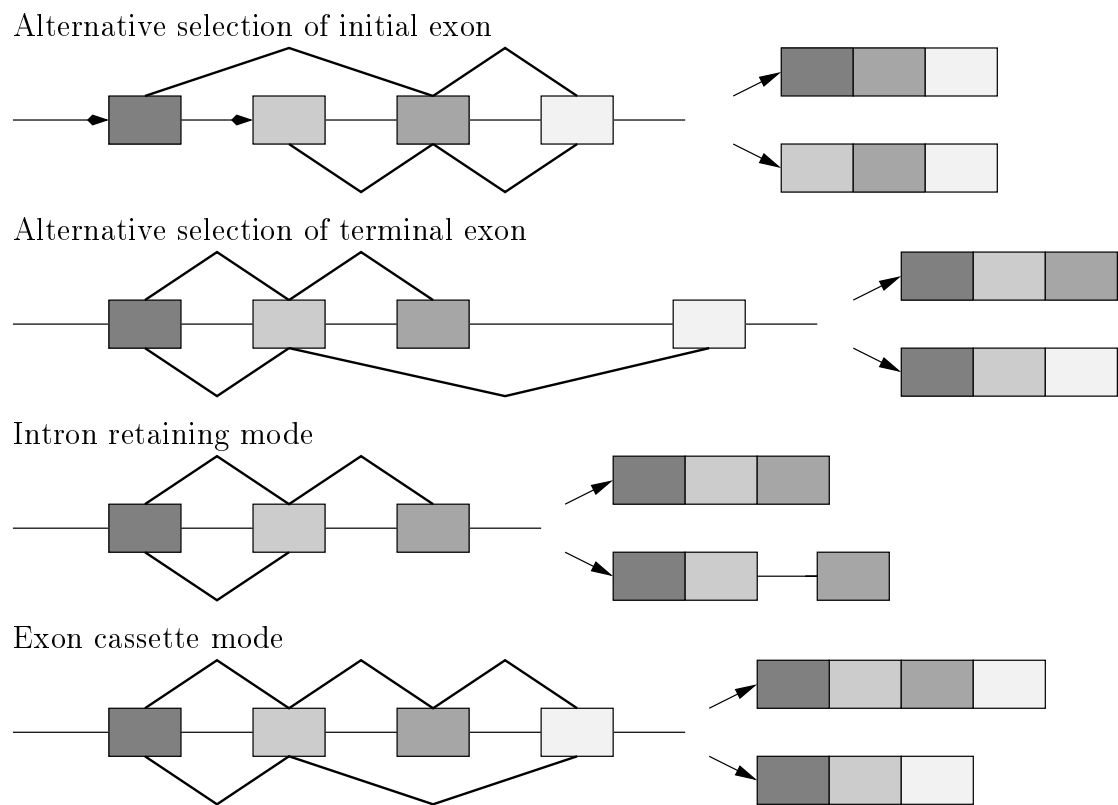 Alternative selection of initial exon
Alternative selection of terminal exon
Intron retaining mode
Exon cassette mode